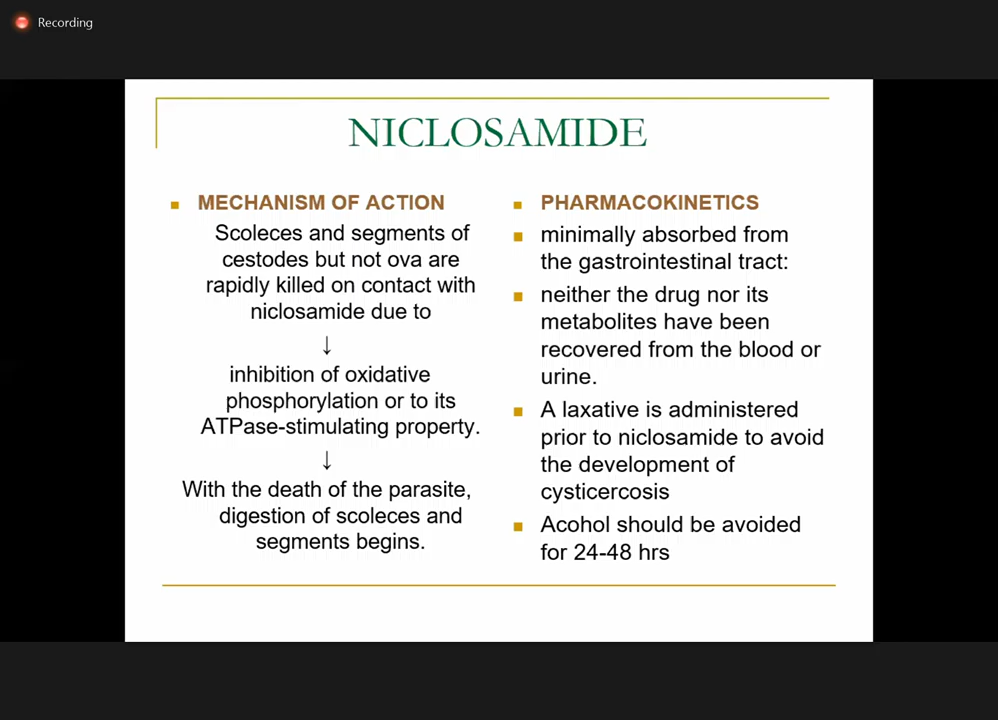 Recording
NICLOSAMIDE
MECHANISM OF ACTION
Scoleces and segments of
cestodes but not ova are
rapidly killed on contact with
niclosamide due to
↓
inhibition of oxidative
phosphorylation or to its
ATPase-stimulating property.
↓
With the death of the parasite,
digestion of scoleces and
segments begins.
PHARMACOKINETICS
minimally absorbed from
the gastrointestinal tract:
neither the drug nor its
metabolites have been
recovered from the blood or
urine.
A laxative is administered
prior to niclosamide to avoid
the development of
cysticercosis
Acohol should be avoided
for 24-48 hrs